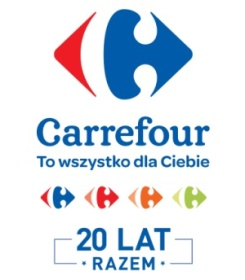 Carrefour
To wszystko dla Ciebie
20 LAT
• RAZEM •